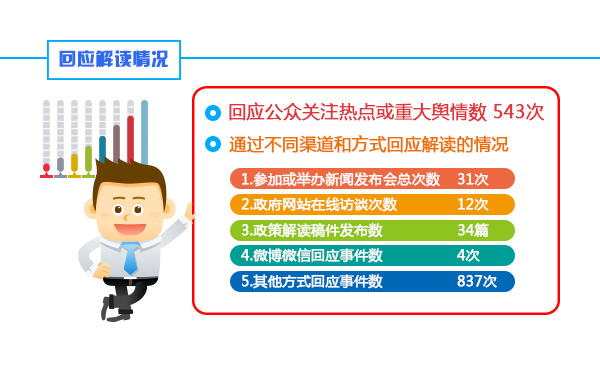 回应解读情况
回应公众关注热点或重大舆情数 543次
通过不同渠道和方式回应解读的情况
1.参加或举办新闻发布会总次数 31次
2.政府网站在线访谈次数 12次
3.政策解读稿件发布数 34篇
4.微博微信回应事件数 4次
5.其他方式回应事件数 837次